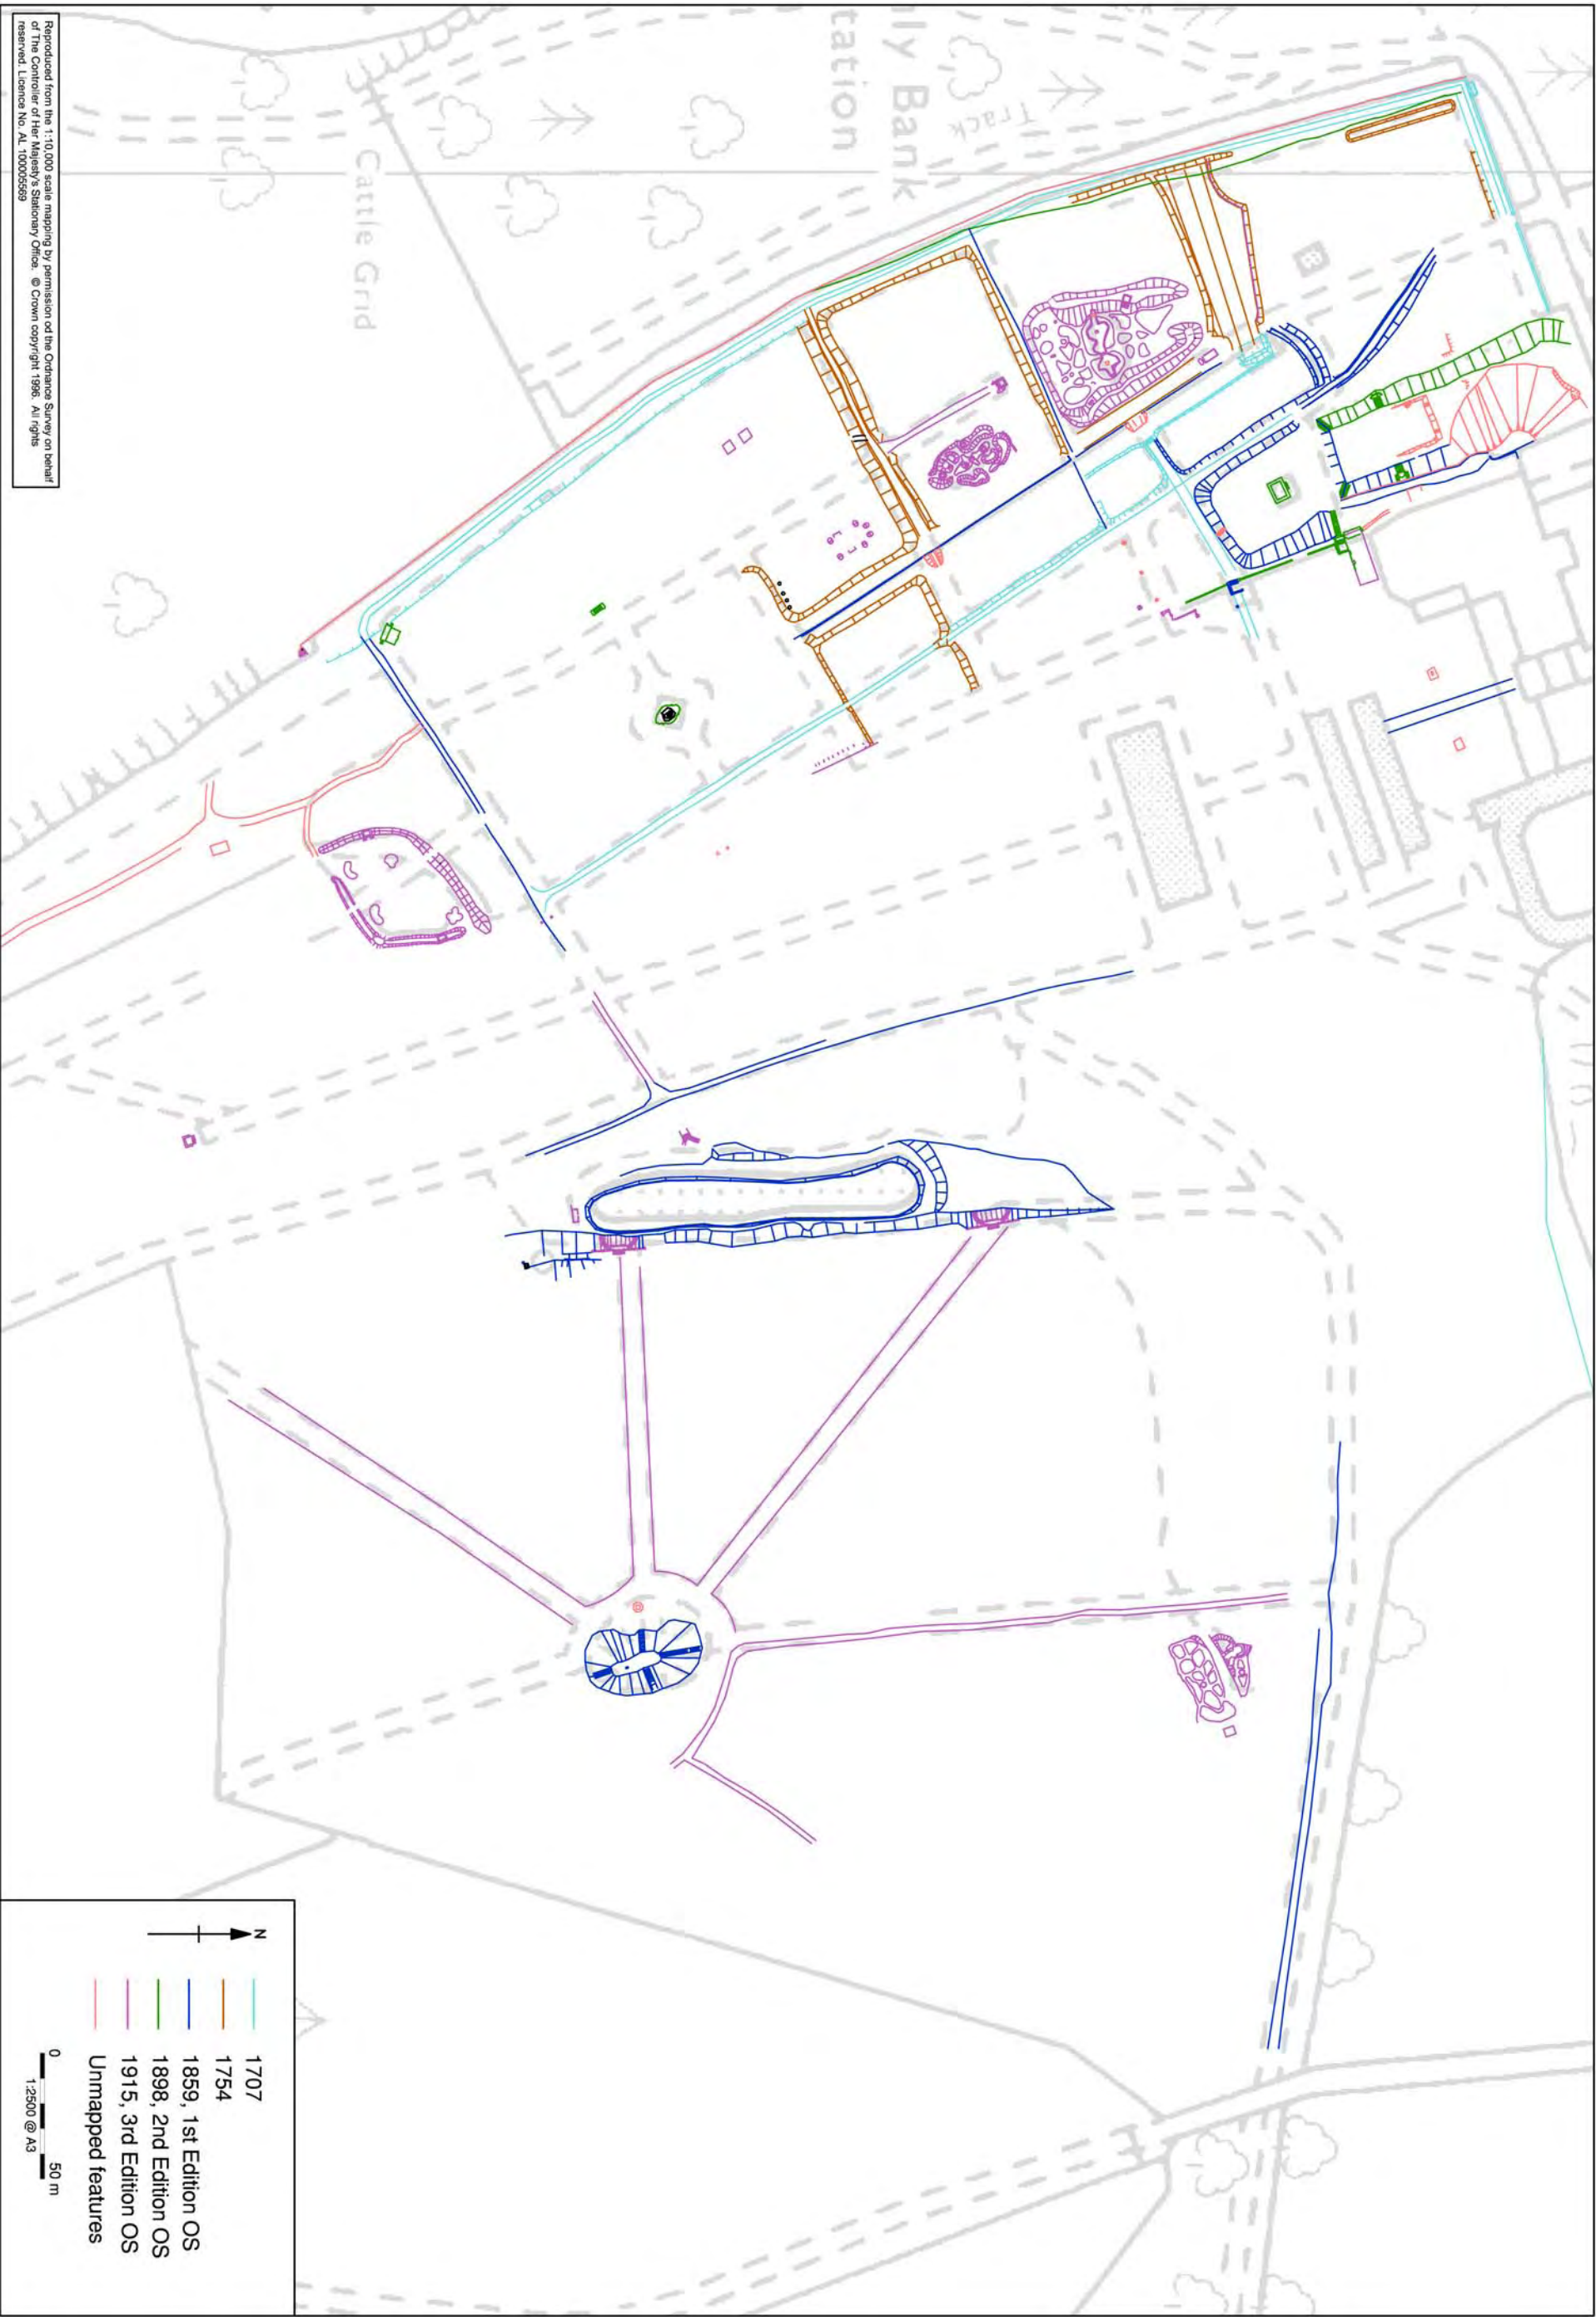 Reproduced from the 1:10,000 scale mapping by permission od the Ordnance Survey on behalf
of The Controller of Her Majesty's Stationary Office. © Crown copyright 1996. All rights
reserved. Licence No. AL 100005569
Cattle Grid
tation
nly Bank
Track
N
1707
1754
1859, 1st Edition OS
1898, 2nd Edition OS
1915, 3rd Edition OS
Unmapped features
0 50 m
1:2500 @ A3